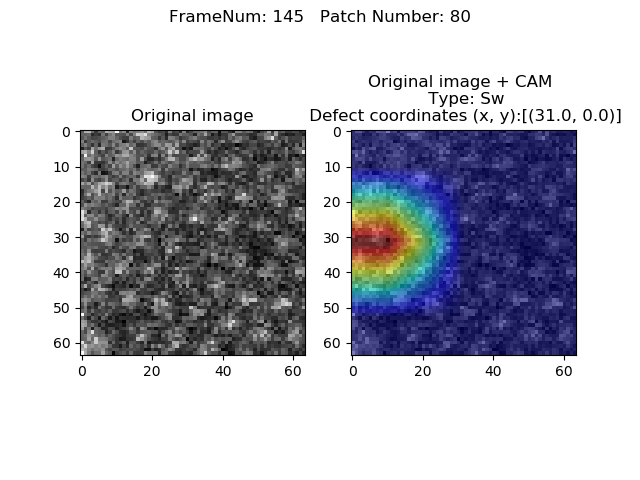 FrameNum: 145   Patch Number: 80
Original image
Original image + CAM
Type: Sw
Defect coordinates (x, y):[(31.0, 0.0)]
0
10
20
30
40
50
60
0 20 40 60
0
10
20
30
40
50
60
0 20 40 60